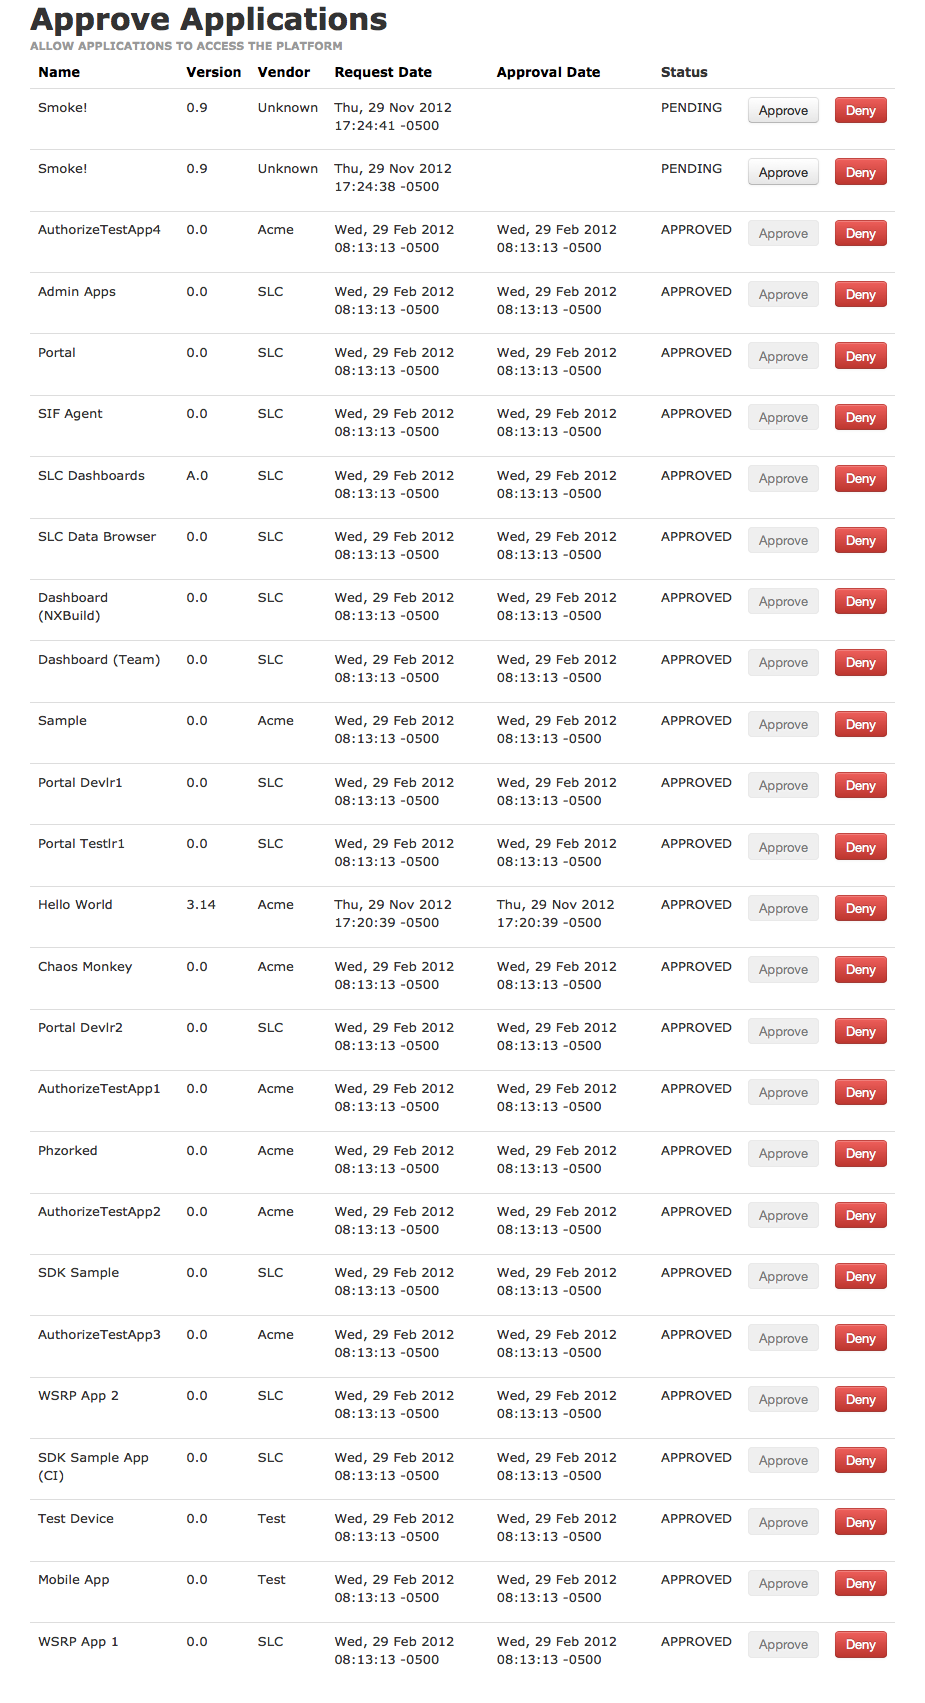 Approve Applications
ALLOW APPLICATIONS TO ACCESS THE PLATFORM
Name Version Vendor Request Date Approval Date Status
Smoke! 0.9 Unknown Thu, 29 Nov 2012 PENDING Approve Deny
17:24:41 -0500
Smoke! 0.9 Unknown Thu, 29 Nov 2012 PENDING Approve Deny
17:24:38 -0500
AuthorizeTestApp4 0.0 Acme Wed, 29 Feb 2012 Wed, 29 Feb 2012 APPROVED Approve Deny
08:13:13 -0500 08:13:13 -0500
Admin Apps 0.0 SLC Wed, 29 Feb 2012 Wed, 29 Feb 2012 APPROVED Approve Deny
08:13:13 -0500 08:13:13 -0500
Portal 0.0 SLC Wed, 29 Feb 2012 Wed, 29 Feb 2012 APPROVED Approve Deny
08:13:13 -0500 08:13:13 -0500
SIF Agent 0.0 SLC Wed, 29 Feb 2012 Wed, 29 Feb 2012 APPROVED Approve Deny
08:13:13 -0500 08:13:13 -0500
SLC Dashboards A.0 SLC Wed, 29 Feb 2012 Wed, 29 Feb 2012 APPROVED Approve Deny
08:13:13 -0500 08:13:13 -0500
SLC Data Browser 0.0 SLC Wed, 29 Feb 2012 Wed, 29 Feb 2012 APPROVED Approve Deny
08:13:13 -0500 08:13:13 -0500
Dashboard 0.0 SLC Wed, 29 Feb 2012 Wed, 29 Feb 2012 APPROVED Approve Deny
(NXBuild) 08:13:13 -0500 08:13:13 -0500
Dashboard (Team) 0.0 SLC Wed, 29 Feb 2012 Wed, 29 Feb 2012 APPROVED Approve Deny
08:13:13 -0500 08:13:13 -0500
Sample 0.0 Acme Wed, 29 Feb 2012 Wed, 29 Feb 2012 APPROVED Approve Deny
08:13:13 -0500 08:13:13 -0500
Portal Devlr1 0.0 SLC Wed, 29 Feb 2012 Wed, 29 Feb 2012 APPROVED Approve Deny
08:13:13 -0500 08:13:13 -0500
Portal Testlr1 0.0 SLC Wed, 29 Feb 2012 Wed, 29 Feb 2012 APPROVED Approve Deny
08:13:13 -0500 08:13:13 -0500
Hello World 3.14 Acme Thu, 29 Nov 2012 Thu, 29 Nov 2012 APPROVED Approve Deny
17:20:39 -0500 17:20:39 -0500
Chaos Monkey 0.0 Acme Wed, 29 Feb 2012 Wed, 29 Feb 2012 APPROVED Approve Deny
08:13:13 -0500 08:13:13 -0500
Portal Devlr2 0.0 SLC Wed, 29 Feb 2012 Wed, 29 Feb 2012 APPROVED Approve Deny
08:13:13 -0500 08:13:13 -0500
AuthorizeTestApp1 0.0 Acme Wed, 29 Feb 2012 Wed, 29 Feb 2012 APPROVED Approve Deny
08:13:13 -0500 08:13:13 -0500
Phzorked 0.0 Acme Wed, 29 Feb 2012 Wed, 29 Feb 2012 APPROVED Approve Deny
08:13:13 -0500 08:13:13 -0500
AuthorizeTestApp2 0.0 Acme Wed, 29 Feb 2012 Wed, 29 Feb 2012 APPROVED Approve Deny
08:13:13 -0500 08:13:13 -0500
SDK Sample 0.0 SLC Wed, 29 Feb 2012 Wed, 29 Feb 2012 APPROVED Approve Deny
08:13:13 -0500 08:13:13 -0500
AuthorizeTestApp3 0.0 Acme Wed, 29 Feb 2012 Wed, 29 Feb 2012 APPROVED Approve Deny
08:13:13 -0500 08:13:13 -0500
WSRP App 2 0.0 SLC Wed, 29 Feb 2012 Wed, 29 Feb 2012 APPROVED Approve Deny
08:13:13 -0500 08:13:13 -0500
SDK Sample App 0.0 SLC Wed, 29 Feb 2012 Wed, 29 Feb 2012 APPROVED Approve Deny
(CI) 08:13:13 -0500 08:13:13 -0500
Test Device 0.0 Test Wed, 29 Feb 2012 Wed, 29 Feb 2012 APPROVED Approve Deny
08:13:13 -0500 08:13:13 -0500
Mobile App 0.0 Test Wed, 29 Feb 2012 Wed, 29 Feb 2012 APPROVED Approve Deny
08:13:13 -0500 08:13:13 -0500
WSRP App 1 0.0 SLC Wed, 29 Feb 2012 Wed, 29 Feb 2012 APPROVED Approve Deny
08:13:13 -0500 08:13:13 -0500